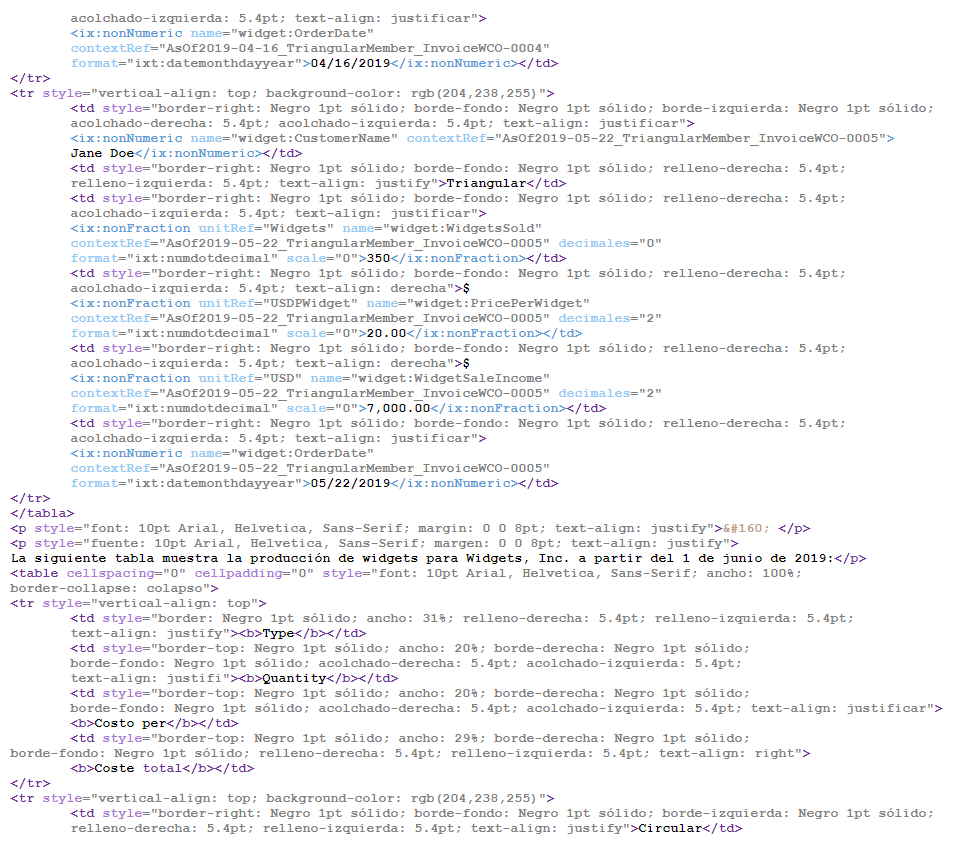 acolchado-izquierda: 5.4pt; text-align: justificar">
<ix:nonNumeric name="widget:OrderDate"
contextRef="AsOf2019-04-16_TriangularMember_InvoiceWCO-0004"
format="ixt:datemonthdayyear">04/16/2019</ix:nonNumeric></td>
</tr>
<tr style="vertical-align: top; background-color: rgb(204,238,255)">
<td style="border-right: Negro 1pt sólido; borde-fondo: Negro 1pt sólido; borde-izquierda: Negro 1pt sólido;
acolchado-derecha: 5.4pt; acolchado-izquierda: 5.4pt; text-align: justificar">
<ix:nonNumeric name="widget:CustomerName" contextRef="AsOf2019-05-22_TriangularMember_InvoiceWCO-0005">
Jane Doe</ix:nonNumeric></td>
<td style="border-right: Negro 1pt sólido; borde-fondo: Negro 1pt sólido; relleno-derecha: 5.4pt;
relleno-izquierda: 5.4pt; text-align: justify">Triangular</td>
<td style="border-right: Negro 1pt sólido; borde-fondo: Negro 1pt sólido; relleno-derecha: 5.4pt;
acolchado-izquierda: 5.4pt; text-align: justificar">
<ix:nonFraction unitRef="Widgets" name="widget:WidgetsSold"
contextRef="AsOf2019-05-22_TriangularMember_InvoiceWCO-0005" decimales="0"
format="ixt:numdotdecimal" scale="0">350</ix:nonFraction></td>
<td style="border-right: Negro 1pt sólido; borde-fondo: Negro 1pt sólido; relleno-derecha: 5.4pt;
acolchado-izquierda: 5.4pt; text-align: derecha">$
<ix:nonFraction unitRef="USDPWidget" name="widget:PricePerWidget"
contextRef="AsOf2019-05-22_TriangularMember_InvoiceWCO-0005" decimales="2"
format="ixt:numdotdecimal" scale="0">20.00</ix:nonFraction></td>
<td style="border-right: Negro 1pt sólido; borde-fondo: Negro 1pt sólido; relleno-derecha: 5.4pt;
acolchado-izquierda: 5.4pt; text-align: derecha">$
<ix:nonFraction unitRef="USD" name="widget:WidgetSaleIncome"
contextRef="AsOf2019-05-22_TriangularMember_InvoiceWCO-0005" decimales="2"
format="ixt:numdotdecimal" scale="0">7,000.00</ix:nonFraction></td>
<td style="border-right: Negro 1pt sólido; borde-fondo: Negro 1pt sólido; relleno-derecha: 5.4pt;
acolchado-izquierda: 5.4pt; text-align: justificar">
<ix:nonNumeric name="widget:OrderDate"
contextRef="AsOf2019-05-22_TriangularMember_InvoiceWCO-0005"
format="ixt:datemonthdayyear">05/22/2019</ix:nonNumeric></td>
</tr>
</tabla>
<p style="font: 10pt Arial, Helvetica, Sans-Serif; margin: 0 0 8pt; text-align: justify">&#160; </p>
<p style="fuente: 10pt Arial, Helvetica, Sans-Serif; margen: 0 0 8pt; text-align: justify">
La siguiente tabla muestra la producción de widgets para Widgets, Inc. a partir del 1 de junio de 2019:</p>
<table cellspacing="0" cellpadding="0" style="font: 10pt Arial, Helvetica, Sans-Serif; ancho: 100%;
border-collapse: colapso">
<tr style="vertical-align: top">
<td style="border: Negro 1pt sólido; ancho: 31%; relleno-derecha: 5.4pt; relleno-izquierda: 5.4pt;
text-align: justify"><b>Type</b></td>
<td style="border-top: Negro 1pt sólido; ancho: 20%; borde-derecha: Negro 1pt sólido;
borde-fondo: Negro 1pt sólido; acolchado-derecha: 5.4pt; acolchado-izquierda: 5.4pt;
text-align: justifi"><b>Quantity</b></td>
<td style="border-top: Negro 1pt sólido; ancho: 20%; borde-derecha: Negro 1pt sólido;
borde-fondo: Negro 1pt sólido; acolchado-derecha: 5.4pt; acolchado-izquierda: 5.4pt; text-align: justificar">
<b>Costo per</b></td>
<td style="border-top: Negro 1pt sólido; ancho: 29%; borde-derecha: Negro 1pt sólido;
borde-fondo: Negro 1pt sólido; relleno-derecha: 5.4pt; relleno-izquierda: 5.4pt; text-align: right">
<b>Coste total</b></td>
</tr>
<tr style="vertical-align: top; background-color: rgb(204,238,255)">
<td style="border-right: Negro 1pt sólido; borde-fondo: Negro 1pt sólido; borde-izquierda: Negro 1pt sólido;
relleno-derecha: 5.4pt; relleno-izquierda: 5.4pt; text-align: justify">Circular</td>